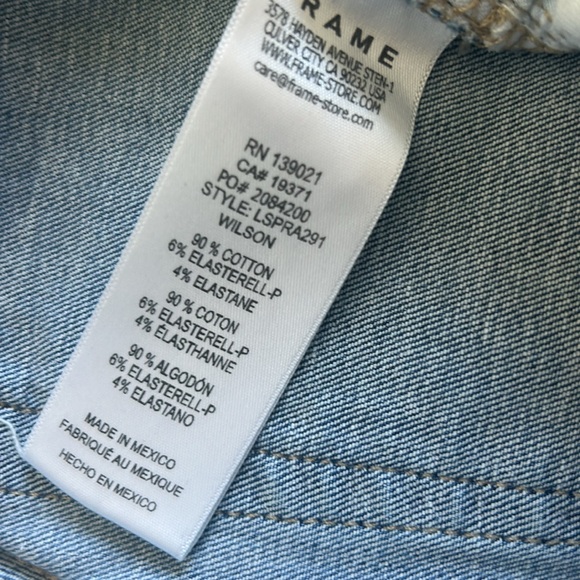 FRAME
3578 HAYDEN AVENUE STEN-1
CULVER CITY CA 90232 USA
WWW.FRAME-STORE.COM
care@frame-store.com
RN 139021
CA# 19371
PO# 2084200
STYLE: LSPRA291
WILSON
90 % COTTON
6% ELASTERELL-P
4% ELASTANE
90 % COTON
6% ELASTERELL-P
4% ÉLASTHANNE
90 % ALGODÓN
6% ELASTERELL-P
4% ELASTANO
MADE IN MEXICO
FABRIQUÉ AU MEXIQUE
HECHO EN MEXICO